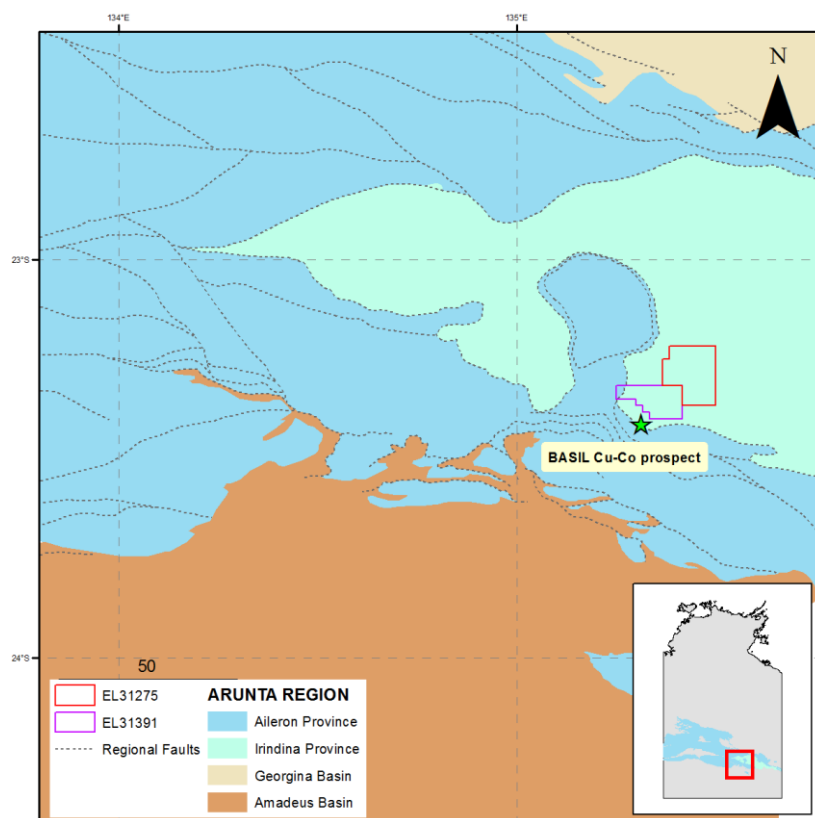 134°E
135°E
N
23°S
BASIL Cu-Co prospect
24°S
50
EL31275
EL31391
Regional Faults
ARUNTA REGION
Aileron Province
Irindina Province
Georgina Basin
Amadeus Basin